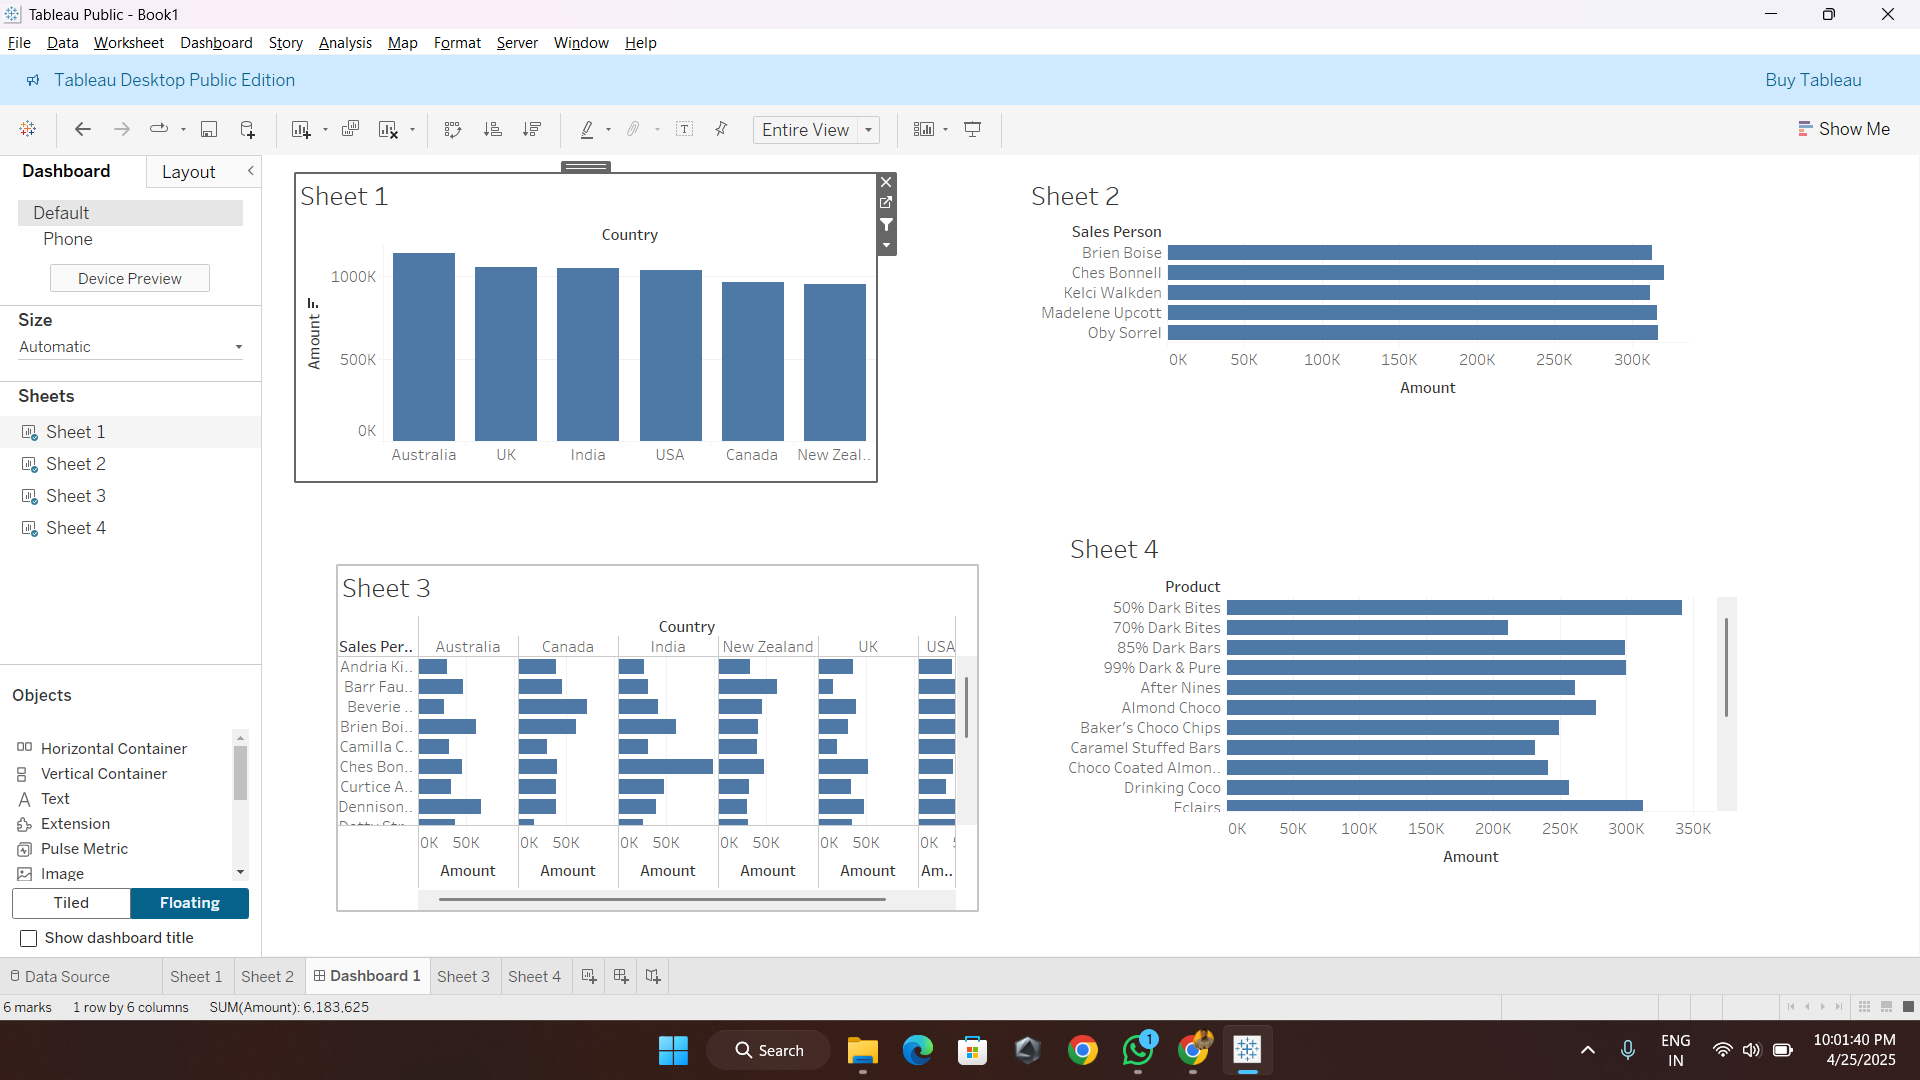 Tableau Public - Book1
File Data Worksheet Dashboard Story Analysis Map Format Server Window Help
Tableau Desktop Public Edition
Buy Tableau
Entire View
Show Me
Dashboard
Layout
Default
Phone
Device Preview
Size
Automatic
Sheets
Sheet 1
Sheet 2
Sheet 3
Sheet 4
Objects
Horizontal Container
Vertical Container
Text
Extension
Pulse Metric
Image
Tiled
Floating
Show dashboard title
Sheet 1
Country
Amount
1000K
500K
0K
Australia UK India USA Canada New Zeal..
Sheet 2
Sales Person
Brien Boise
Ches Bonnell
Kelci Walkden
Madelene Upcott
Oby Sorrel
0K 50K 100K 150K 200K 250K 300K
Amount
Sheet 3
Country
Sales Per.. Australia Canada India New Zealand UK USA
Andria Ki..
Barr Fau..
Beverie ..
Brien Boi..
Camilla C..
Ches Bon..
Curtice A..
Dennison..
0K 50K 0K 50K 0K 50K 0K 50K 0K 50K 0K
Amount Amount Amount Amount Amount Am..
Sheet 4
Product
50% Dark Bites
70% Dark Bites
85% Dark Bars
99% Dark & Pure
After Nines
Almond Choco
Baker's Choco Chips
Caramel Stuffed Bars
Choco Coated Almon..
Drinking Coco
Eclairs
0K 50K 100K 150K 200K 250K 300K 350K
Amount
Data Source Sheet 1 Sheet 2 Dashboard 1 Sheet 3 Sheet 4
6 marks 1 row by 6 columns SUM(Amount): 6,183,625
Search
1
ENG
IN
10:01:40 PM
4/25/2025